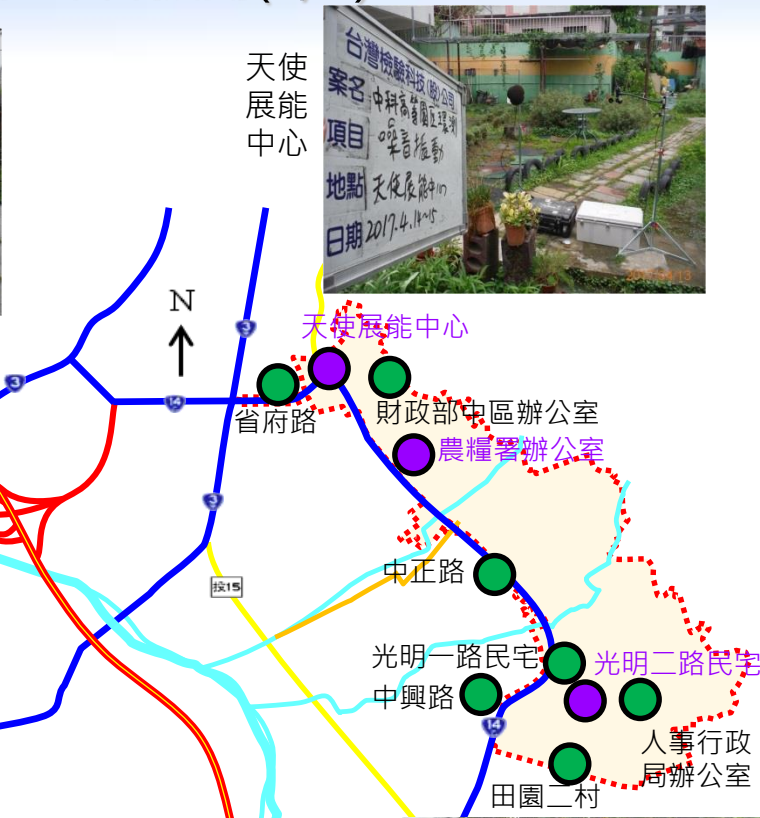 天使
展能
中心
台灣檢驗科技(股)公司
案名
中科高等園區環測
項目
噪音振動
地點
天使展能中心
日期
2017.4.14~15
N
3
天使展能中心
3
14
省府路
財政部中區辦公室
農糧署辦公室
3
中正路
投15
光明一路民宅
光明二路民宅
中興路
14
人事行政
局辦公室
田園二村